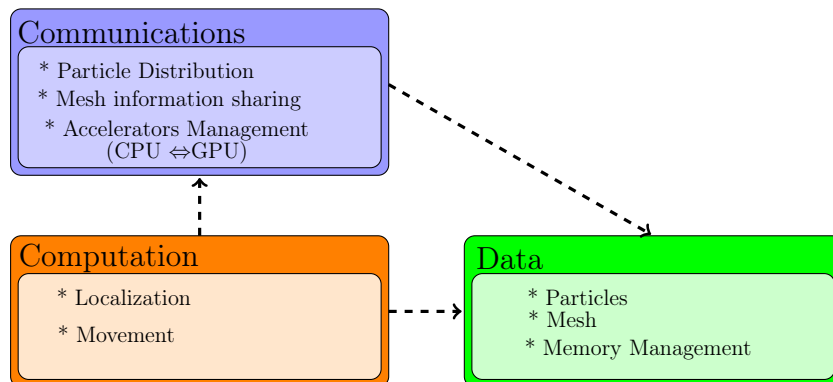 Communications
* Particle Distribution
* Mesh information sharing
* Accelerators Management
(CPU ⇔GPU)
Computation
* Localization
* Movement
Data
* Particles
* Mesh
* Memory Management